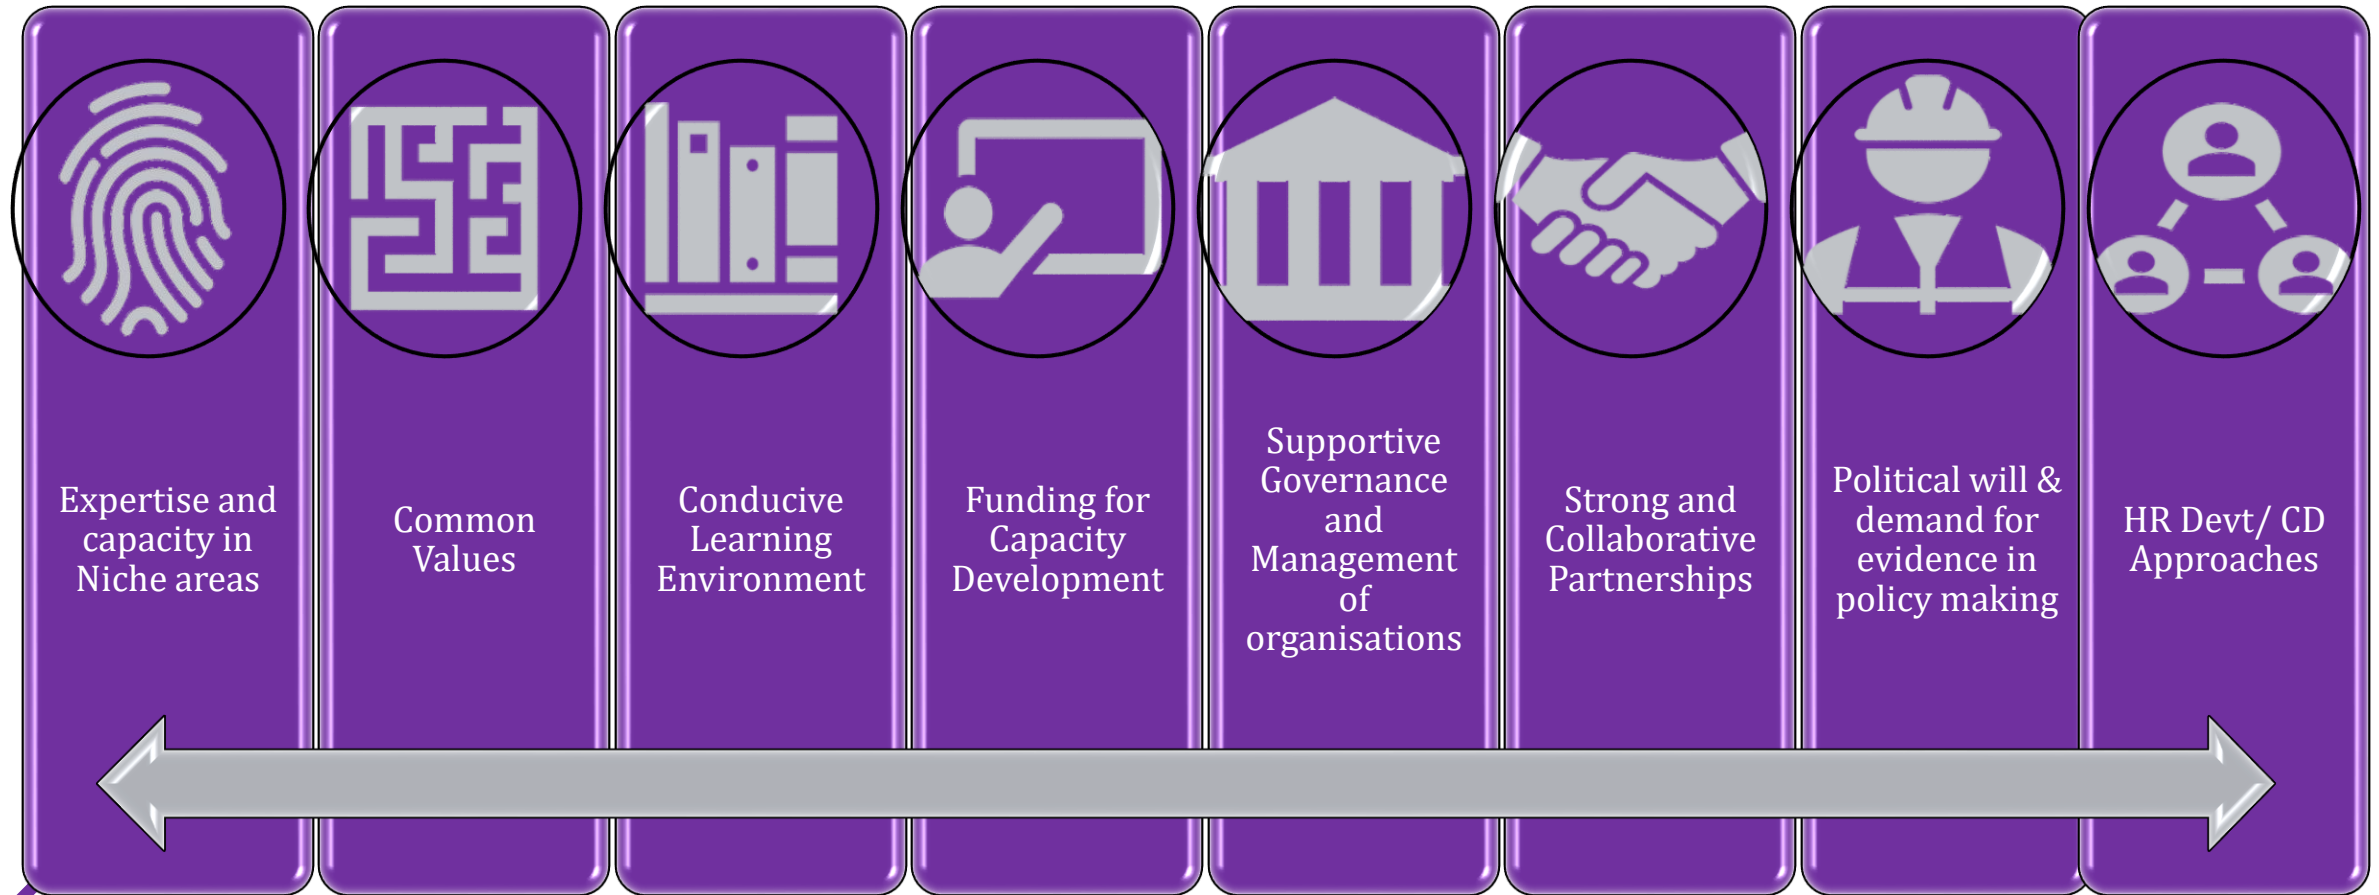 Expertise and
capacity in
Niche areas
Common
Values
Conducive
Learning
Environment
Funding for
Capacity
Development
Supportive
Governance
and
Management
of
organisations
Strong and
Collaborative
Partnerships
Political will &
demand for
evidence in
policy making
HR Devt/ CD
Approaches